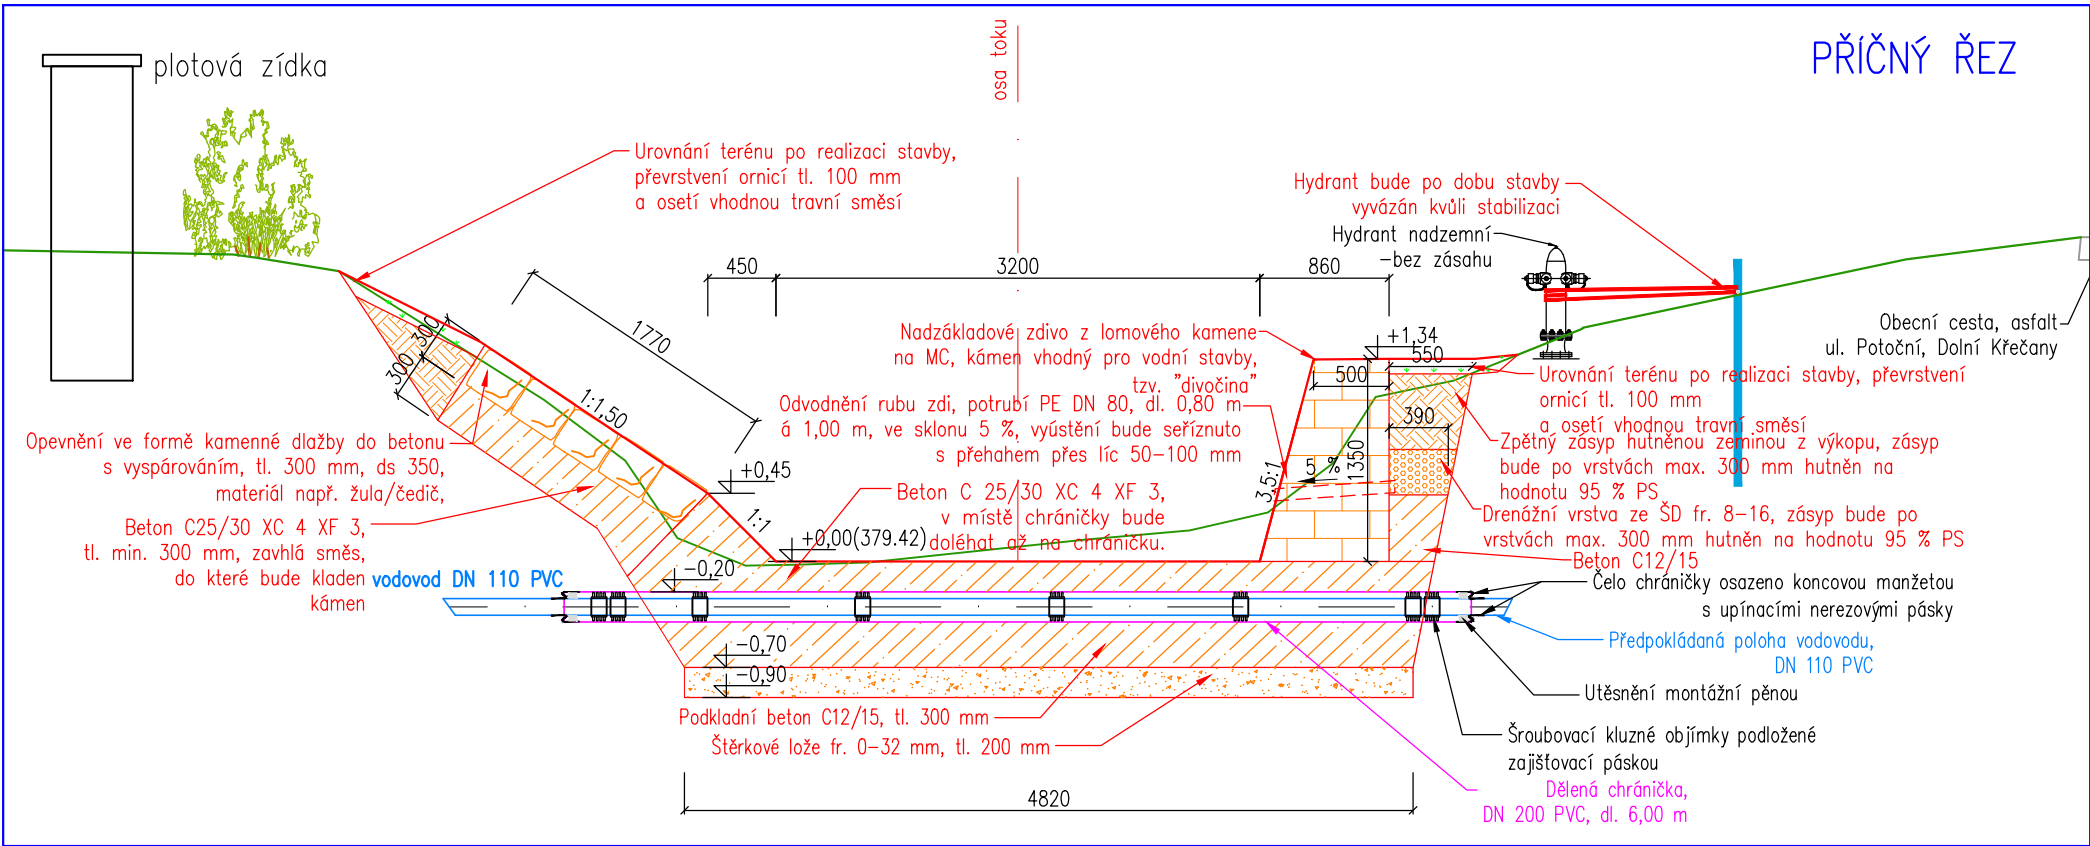 PŘÍČNÝ ŘEZ
plotová zídka
osa toku
Urovnání terénu po realizaci stavby,
převrstvení ornicí tl. 100 mm
a osetí vhodnou travní směsí
Hydrant bude po dobu stavby
vyvázán kvůli stabilizaci
Hydrant nadzemní
-bez zásahu
450
3200
860
1770
300
300
1:1,50
Nadzákladové zdivo z lomového kamene
na MC, kámen vhodný pro vodní stavby,
tzv. "divočina"
+1,34
550
500
390
1350
5 %
3,5:1
Obecní cesta, asfalt
ul. Potoční, Dolní Křečany
Urovnání terénu po realizaci stavby, převrstvení
ornicí tl. 100 mm
a osetí vhodnou travní směsí
Odvodnění rubu zdi, potrubí PE DN 80, dl. 0,80 m
á 1,00 m, ve sklonu 5 %, vyústění bude seříznuto
s přehahem přes líc 50-100 mm
Opevnění ve formě kamenné dlažby do betonu
s vyspárováním, tl. 300 mm, ds 350,
materiál např. žula/čedič,
Zpětný zásyp hutněnou zeminou z výkopu, zásyp
bude po vrstvách max. 300 mm hutněn na
hodnotu 95 % PS
+0,45
1:1
Beton C 25/30 XC 4 XF 3,
v místě chráničky bude
doléhat až na chráničku.
+0,00(379.42)
Beton C25/30 XC 4 XF 3,
tl. min. 300 mm, zavhlá směs,
do které bude kladen
kámen
Drenážní vrstva ze ŠD fr. 8-16, zásyp bude po
vrstvách max. 300 mm hutněn na hodnotu 95 % PS
Beton C12/15
vodovod DN 110 PVC
-0,20
Čelo chráničky osazeno koncovou manžetou
s upínacími nerezovými pásky
Předpokládaná poloha vodovodu,
DN 110 PVC
-0,70
-0,90
Utěsnění montážní pěnou
Podkladní beton C12/15, tl. 300 mm
Štěrkové lože fr. 0-32 mm, tl. 200 mm
Šroubovací kluzné objímky podložené
zajišťovací páskou
Dělená chránička,
DN 200 PVC, dl. 6,00 m
4820